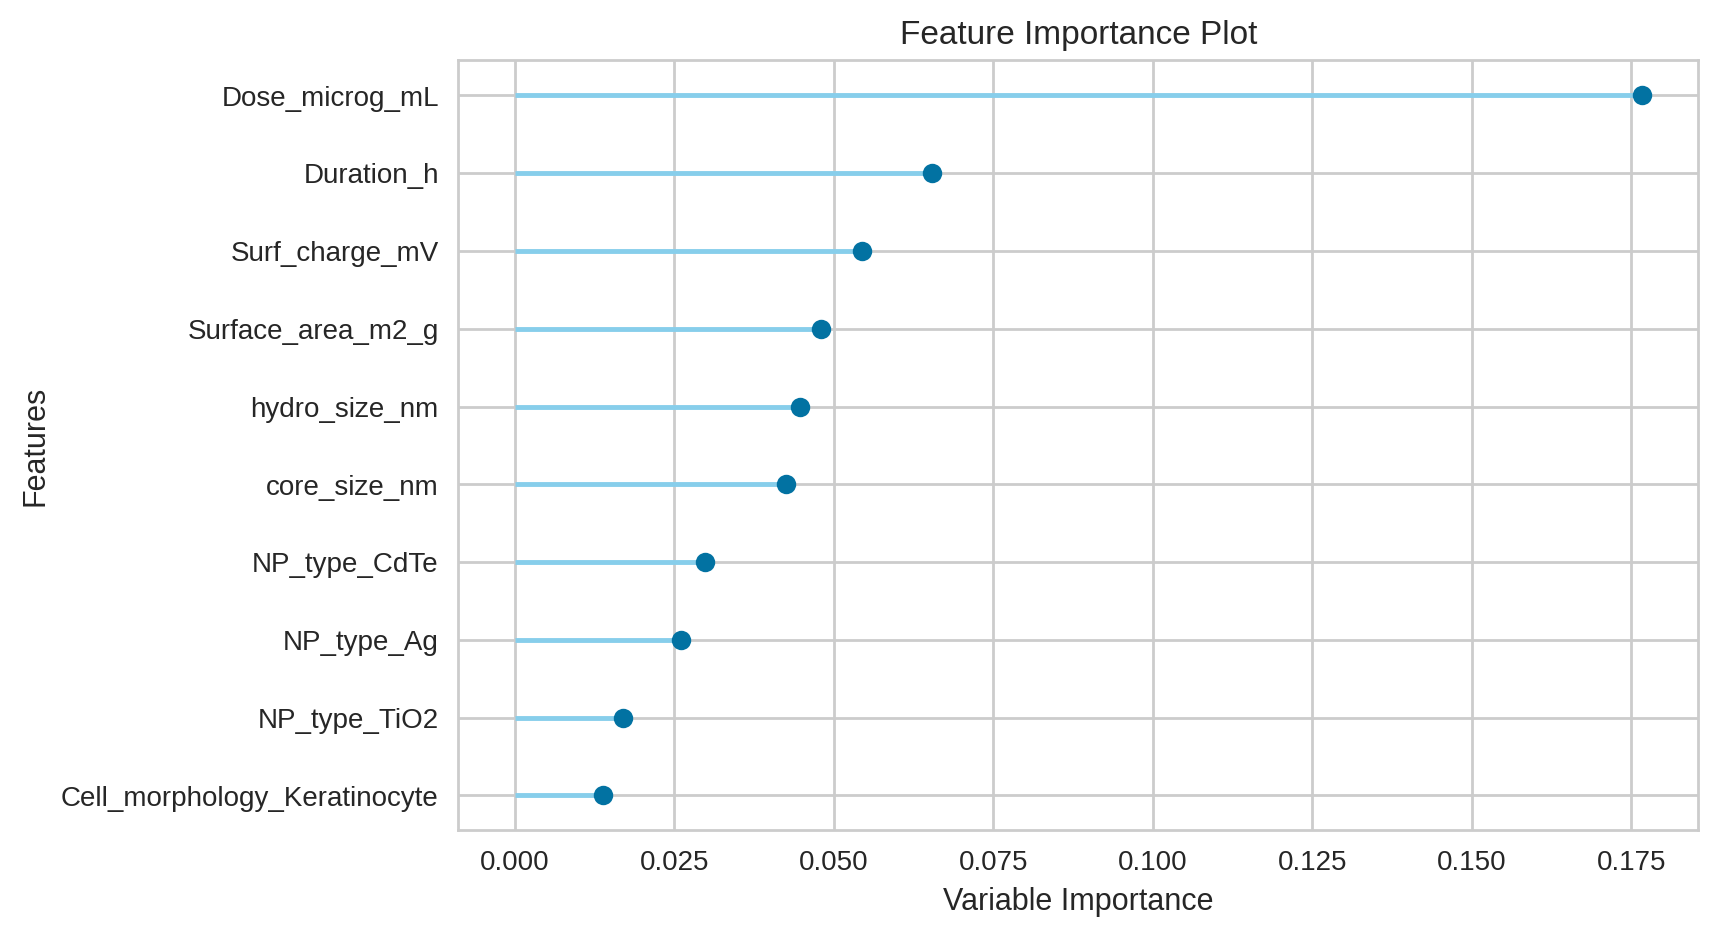 Feature Importance Plot
Dose_microg_mL
Duration_h
Surf_charge_mV
Surface_area_m2_g
hydro_size_nm
core_size_nm
NP_type_CdTe
NP_type_Ag
NP_type_TiO2
Cell_morphology_Keratinocyte
Features
0.000 0.025 0.050 0.075 0.100 0.125 0.150 0.175
Variable Importance